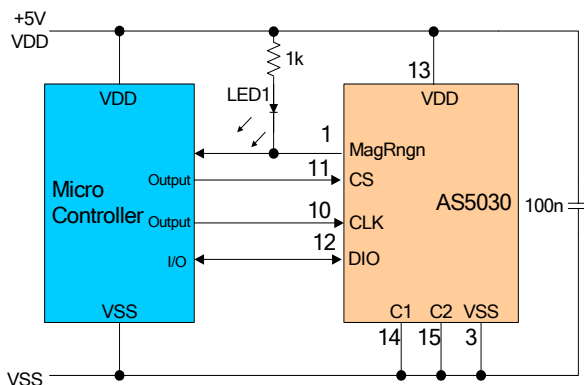 +5V
VDD
1k
13
VDD
LED1
VDD
1
MagRngn
11
Output
CS
Micro
Controller
AS5030
100n
10
Output
CLK
12
I/O
DIO
VSS
C1
C2
VSS
14
15
3
VSS